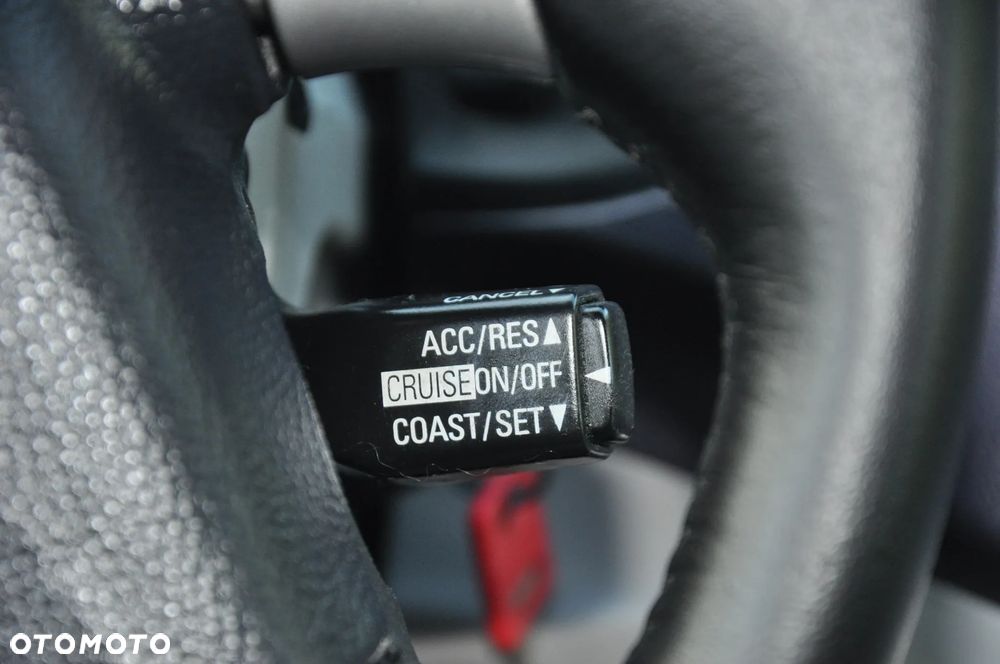 CANCEL▼
ACC/RES▲
CRUISE ON/OFF ◀
COAST/SET▼
OTOMOTO